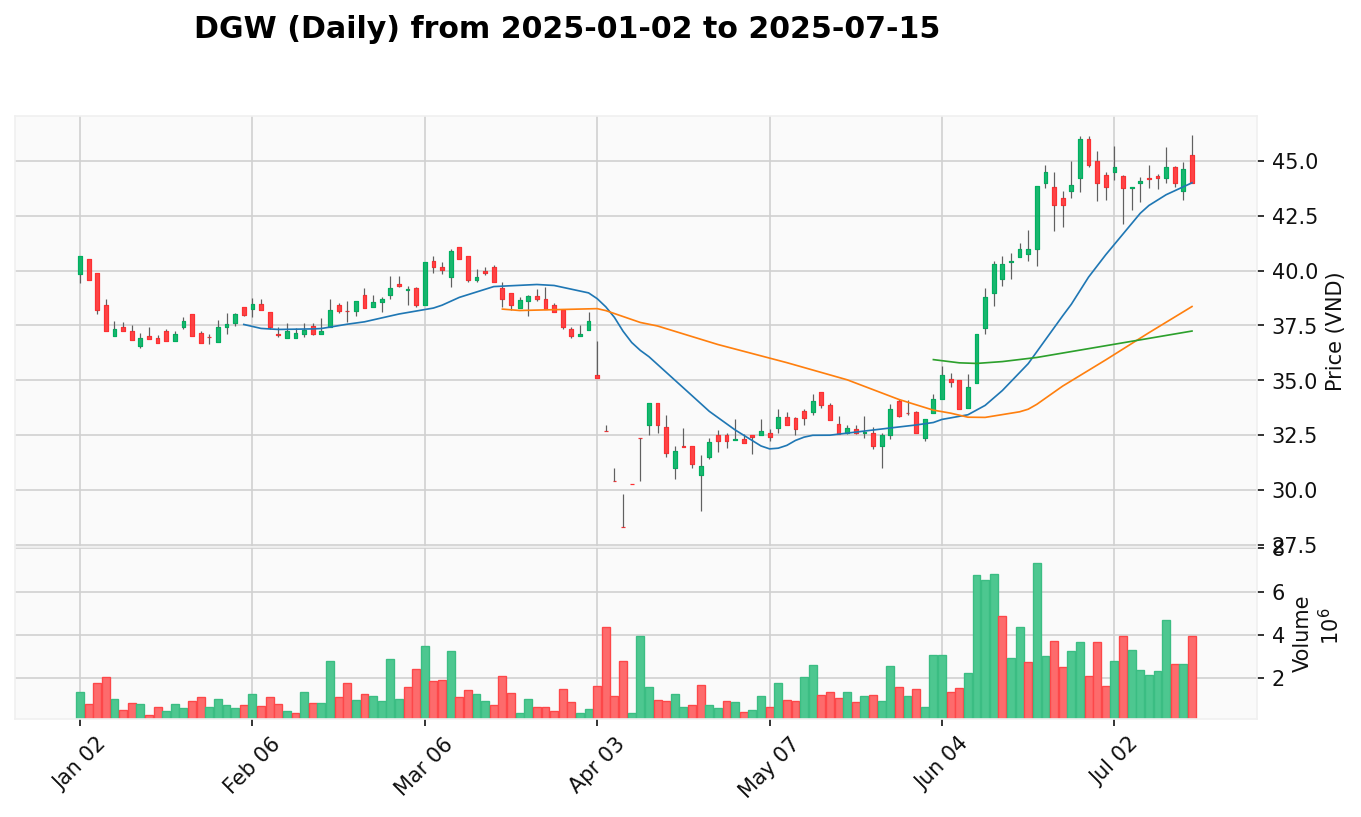 DGW (Daily) from 2025-01-02 to 2025-07-15
45.0
42.5
40.0
37.5
35.0
32.5
30.0
27.5
Price (VND)
8
6
4
2
Volume
10^6
Jan 02
Feb 06
Mar 06
Apr 03
May 07
Jun 04
Jul 02